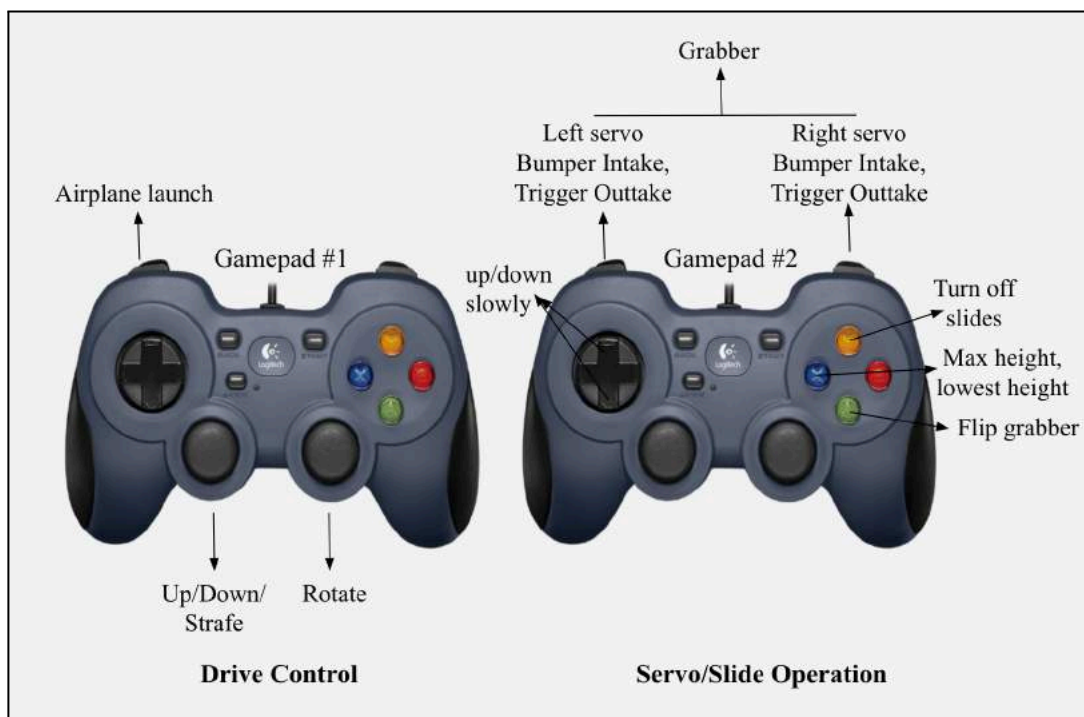 Grabber
Left servo
Bumper Intake,
Trigger Outtake
Right servo
Bumper Intake,
Trigger Outtake
Airplane launch
Gamepad #1
up/down
slowly
Gamepad #2
Turn off
slides
Max height,
lowest height
Flip grabber
Logitech
Logitech
X
Up/Down/
Strafe
Rotate
Drive Control
Servo/Slide Operation